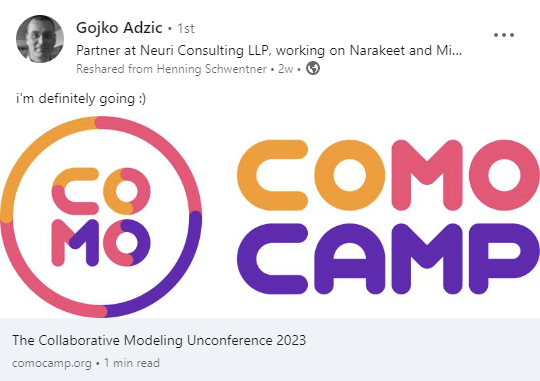 Gojko Adzic • 1st
Partner at Neuri Consulting LLP, working on Narakeet and Mi...
Reshared from Henning Schwentner • 2w •
i'm definitely going :)
CO
MO
COMO
CAMP
The Collaborative Modeling Unconference 2023
comocamp.org • 1 min read